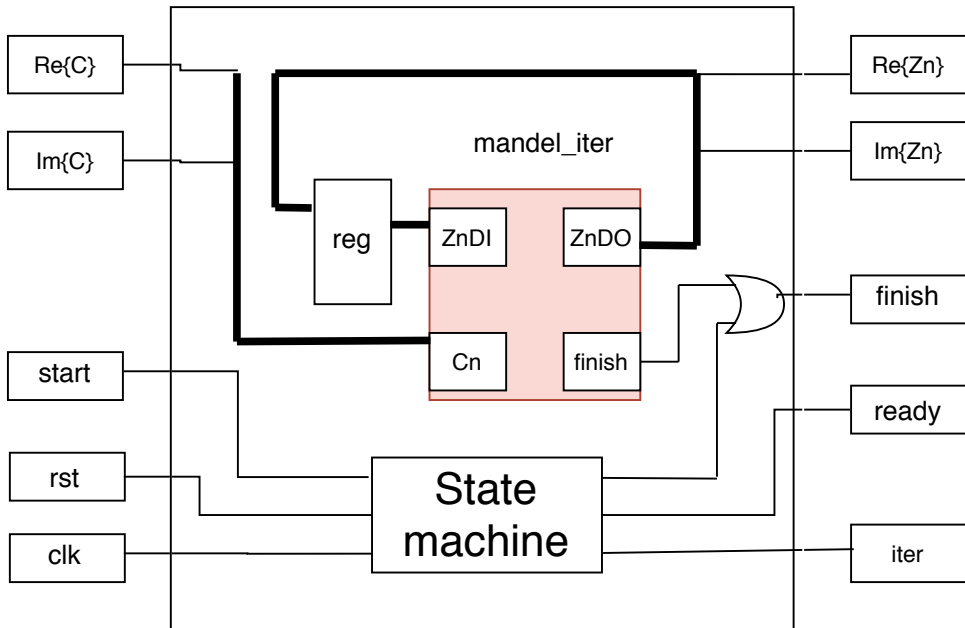 Re{C}
Re{Zn}
Im{C}
mandel_iter
Im{Zn}
reg
ZnDI
ZnDO
finish
Cn
finish
start
ready
rst
State
machine
clk
iter